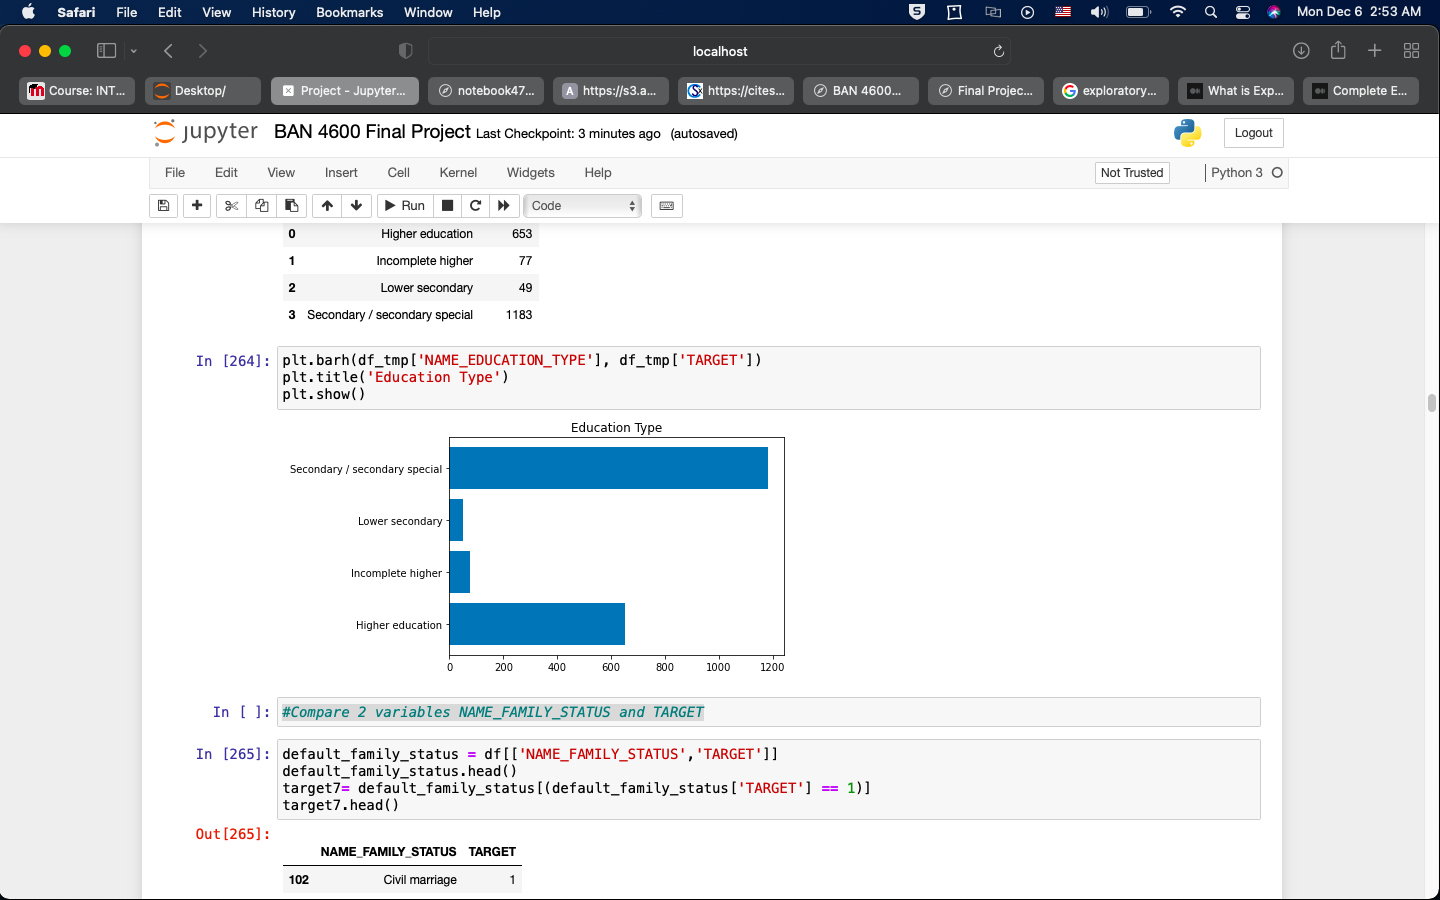 Safari File Edit View History Bookmarks Window Help Mon Dec 6 2:53 AM
localhost
Course: INT... Desktop/ Project - Jupyter... notebook47... https://s3.a... https://cites... BAN 4600... Final Projec... exploratory... What is Exp... Complete E...
jupyter BAN 4600 Final Project Last Checkpoint: 3 minutes ago (autosaved) Logout
File Edit View Insert Cell Kernel Widgets Help Not Trusted Python 3
Run Code
0 Higher education 653
1 Incomplete higher 77
2 Lower secondary 49
3 Secondary / secondary special 1183
In [264]: plt.barh(df_tmp['NAME_EDUCATION_TYPE'], df_tmp['TARGET'])
plt.title('Education Type')
plt.show()
Education Type
Secondary / secondary special
Lower secondary
Incomplete higher
Higher education
0 200 400 600 800 1000 1200
In [ ]: #Compare 2 variables NAME_FAMILY_STATUS and TARGET
In [265]: default_family_status = df[['NAME_FAMILY_STATUS','TARGET']]
default_family_status.head()
target7= default_family_status[(default_family_status['TARGET'] == 1)]
target7.head()
Out[265]:
NAME_FAMILY_STATUS TARGET
102 Civil marriage 1